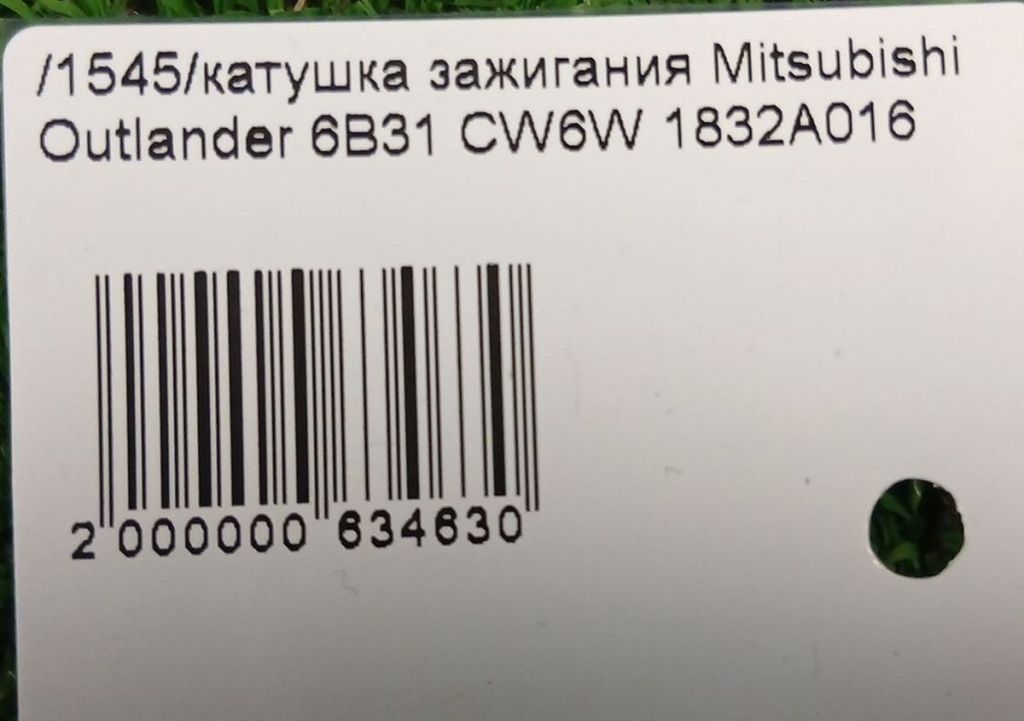 /1545/катушка зажигания Mitsubishi
Outlander 6B31 CW6W 1832A016
2 000000 634630